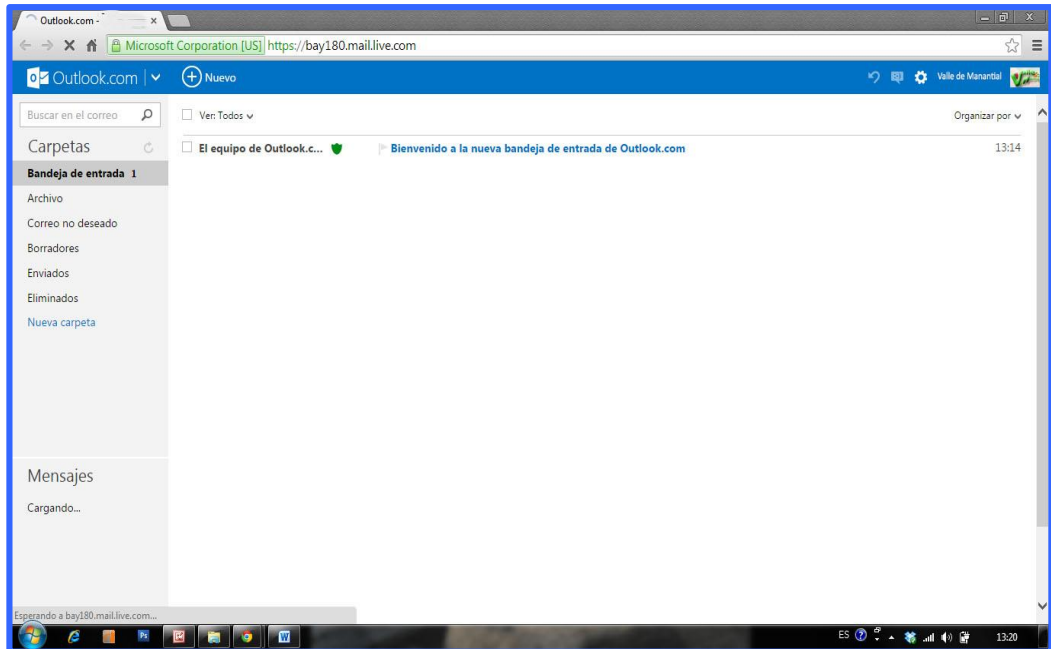 Outlook.com -
Microsoft Corporation [US] https://bay180.mail.live.com
Outlook.com Nuevo Valle de Manantial
Buscar en el correo Ver: Todos Organizar por
Carpetas
El equipo de Outlook.c... Bienvenido a la nueva bandeja de entrada de Outlook.com 13:14
Bandeja de entrada 1
Archivo
Correo no deseado
Borradores
Enviados
Eliminados
Nueva carpeta
Mensajes
Cargando...
Esperando a bay180.mail.live.com...
Ps W ES 13:20